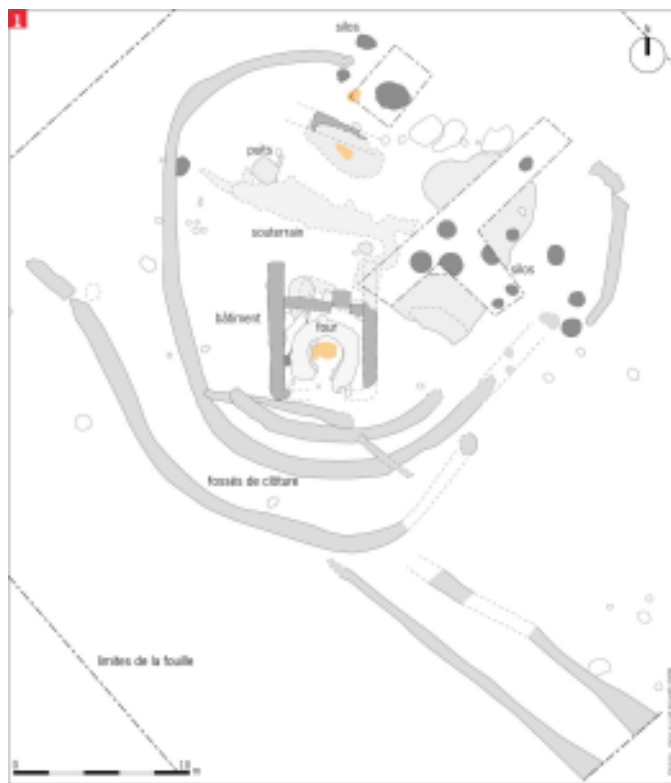 1
silos
N
puits
souterrain
silos
bâtiment
four
fossés de clôture
limites de la fouille
0
10 m